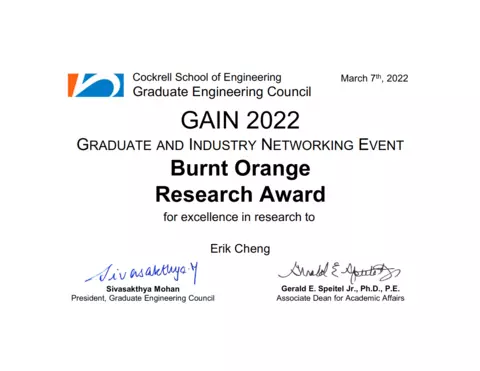 Cockrell School of Engineering
Graduate Engineering Council
March 7th, 2022
GAIN 2022
GRADUATE AND INDUSTRY NETWORKING EVENT
Burnt Orange
Research Award
for excellence in research to
Erik Cheng
Sivasakthya M
Gerald E Speitel Jr
Sivasakthya Mohan
President, Graduate Engineering Council
Gerald E. Speitel Jr., Ph.D., P.E.
Associate Dean for Academic Affairs